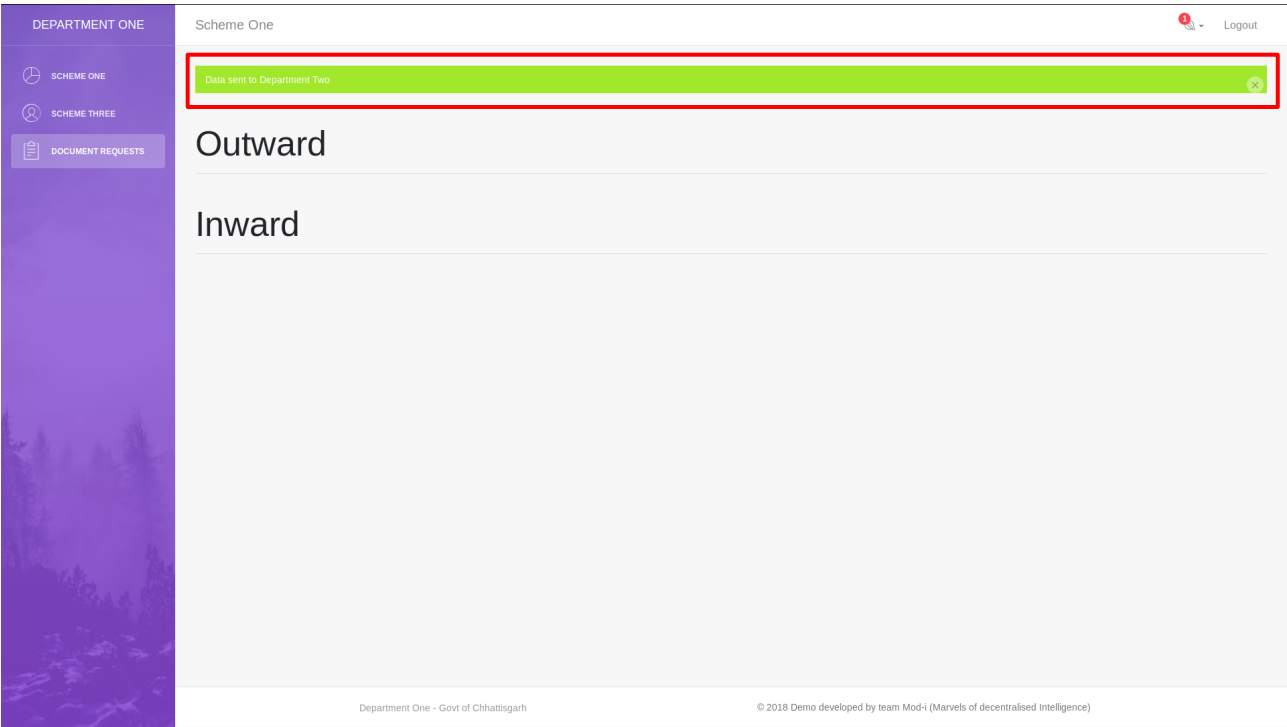 DEPARTMENT ONE
SCHEME ONE
SCHEME THREE
DOCUMENT REQUESTS
Scheme One
1
Logout
Data sent to Department Two
Outward
Inward
Department One - Govt of Chhattisgarh
© 2018 Demo developed by team Mod-i (Marvels of decentralised Intelligence)